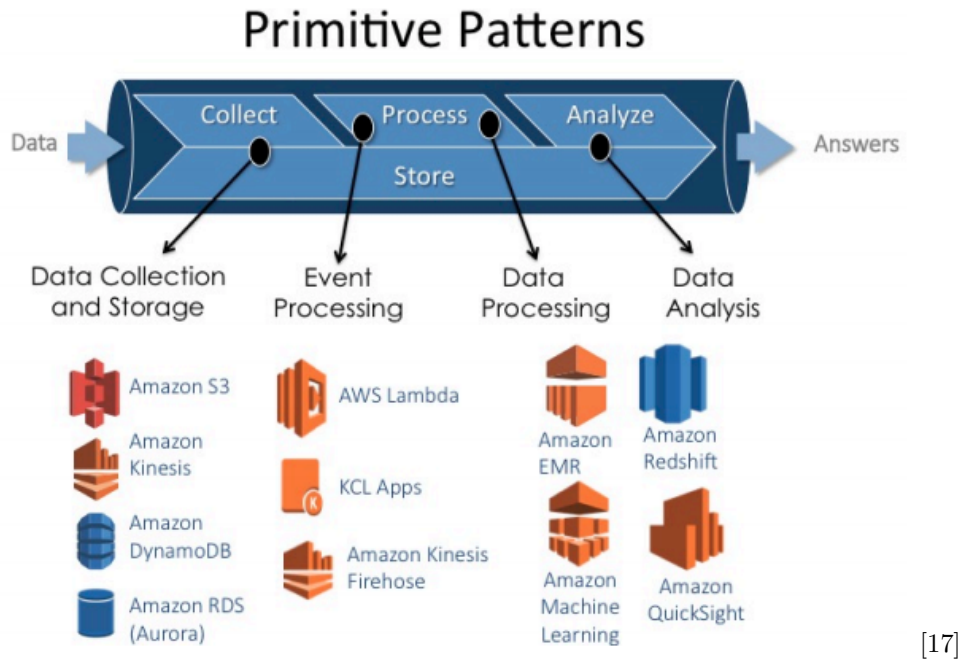 Primitive Patterns
Data
Collect
Process
Analyze
Store
Answers
Data Collection
and Storage
Event
Processing
Data
Processing
Data
Analysis
Amazon S3
Amazon
Kinesis
Amazon
DynamoDB
Amazon RDS
(Aurora)
AWS Lambda
KCL Apps
K
Amazon Kinesis
Firehose
Amazon
EMR
Amazon
Machine
Learning
Amazon
Redshift
Amazon
QuickSight
[17]